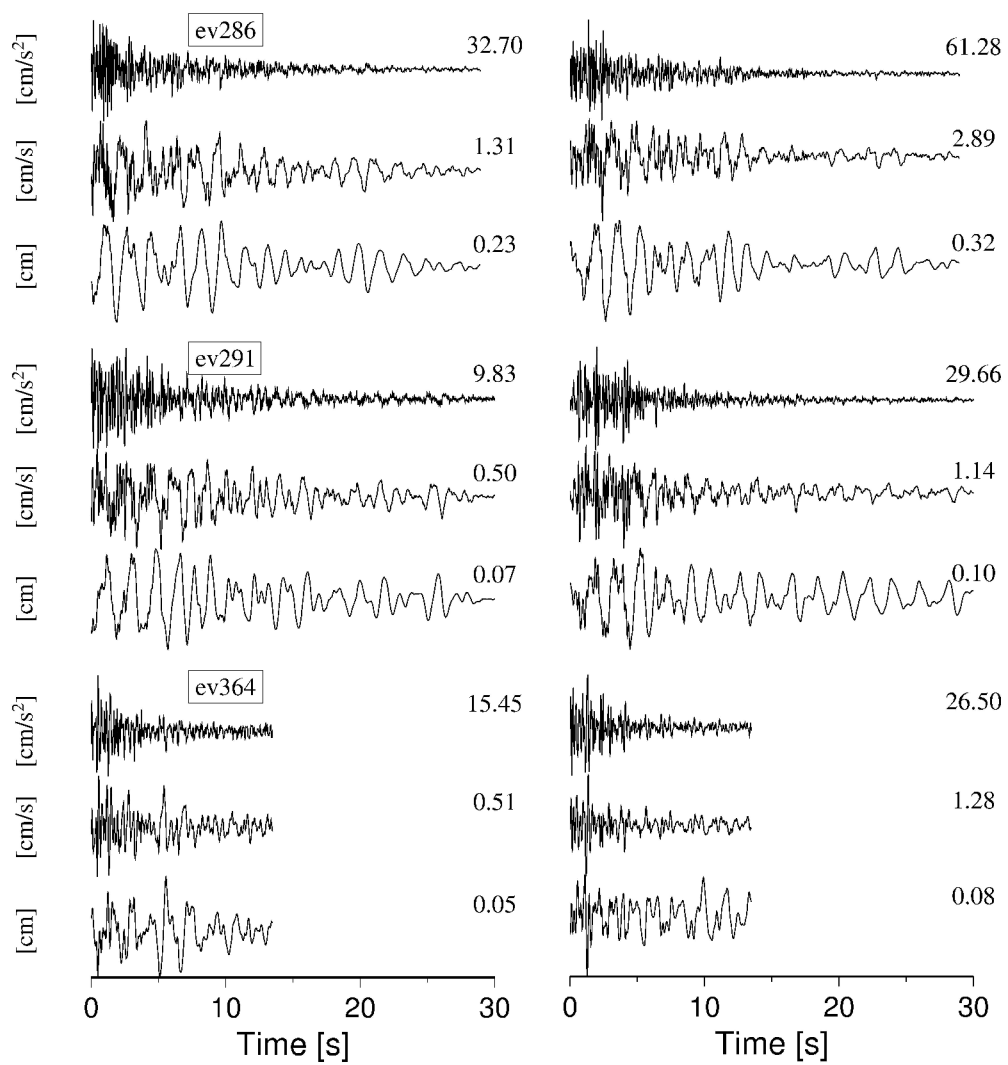 ev286
[cm/s²] 32.70 61.28
[cm/s] 1.31 2.89
[cm] 0.23 0.32
ev291
[cm/s²] 9.83 29.66
[cm/s] 0.50 1.14
[cm] 0.07 0.10
ev364
[cm/s²] 15.45 26.50
[cm/s] 0.51 1.28
[cm] 0.05 0.08
0 10 20 30 0 10 20 30
Time [s] Time [s]